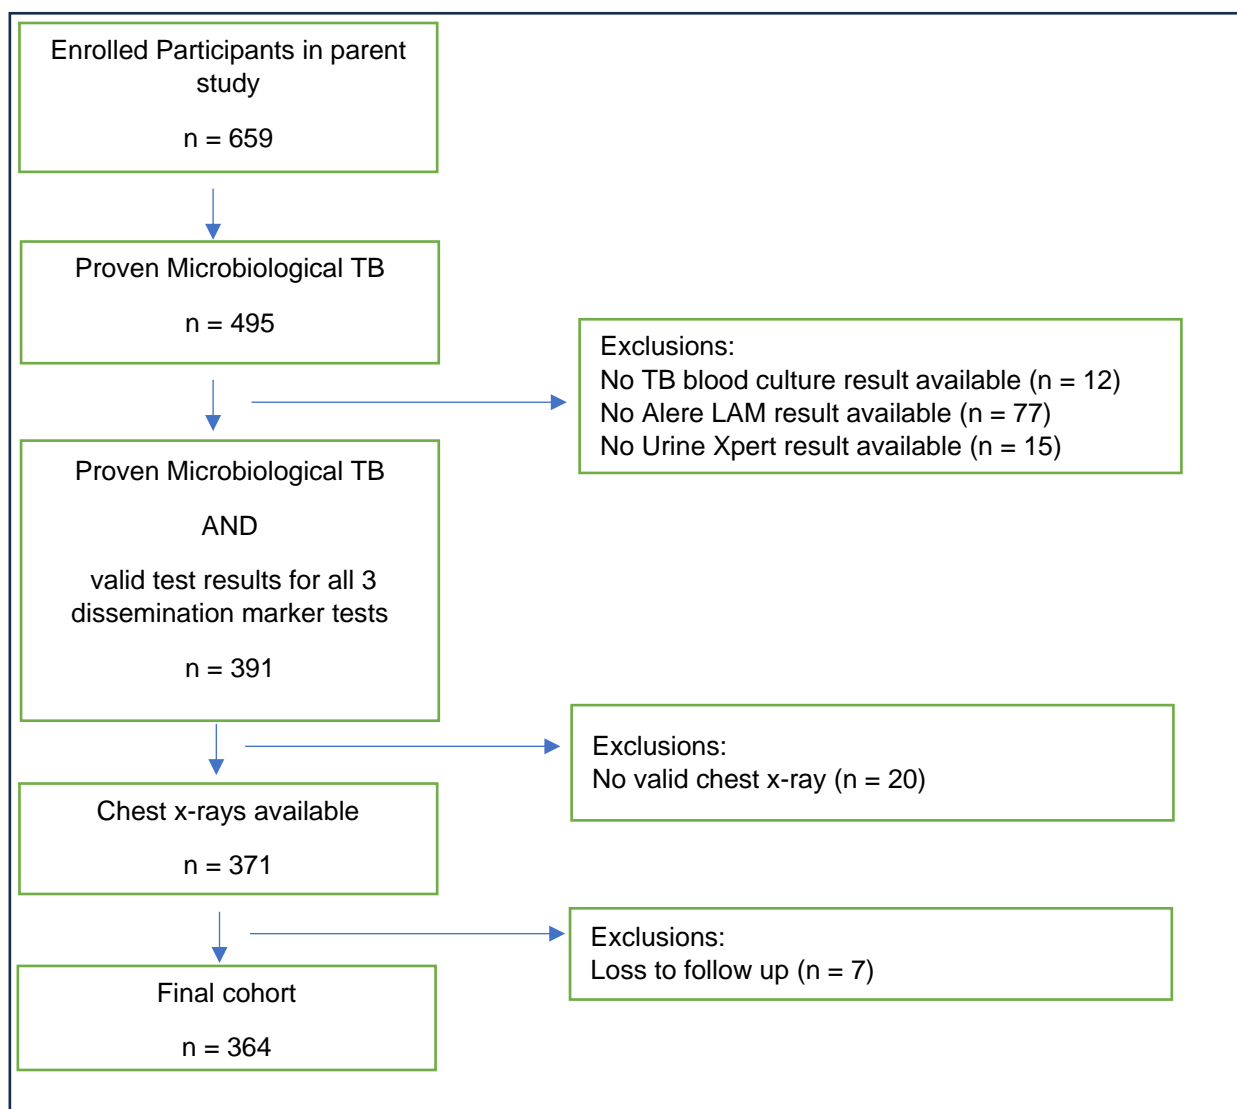 Enrolled Participants in parent
study
n = 659
Proven Microbiological TB
n = 495
Exclusions:
No TB blood culture result available (n = 12)
No Alere LAM result available (n = 77)
No Urine Xpert result available (n = 15)
Proven Microbiological TB
AND
valid test results for all 3
dissemination marker tests
n = 391
Exclusions:
No valid chest x-ray (n = 20)
Chest x-rays available
n = 371
Exclusions:
Loss to follow up (n = 7)
Final cohort
n = 364